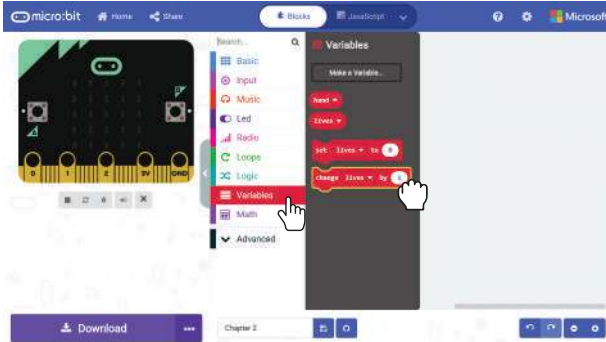 micro:bit Home Share Blocks JavaScript Microsoft
Search...
Basic
Input
Music
Led
Radio
Loops
Logic
Variables
Math
Advanced
Variables
Make a Variable...
hand
lives
set lives to 0
change lives by 1
0 1 2 3V GND
Download
Chapter 2